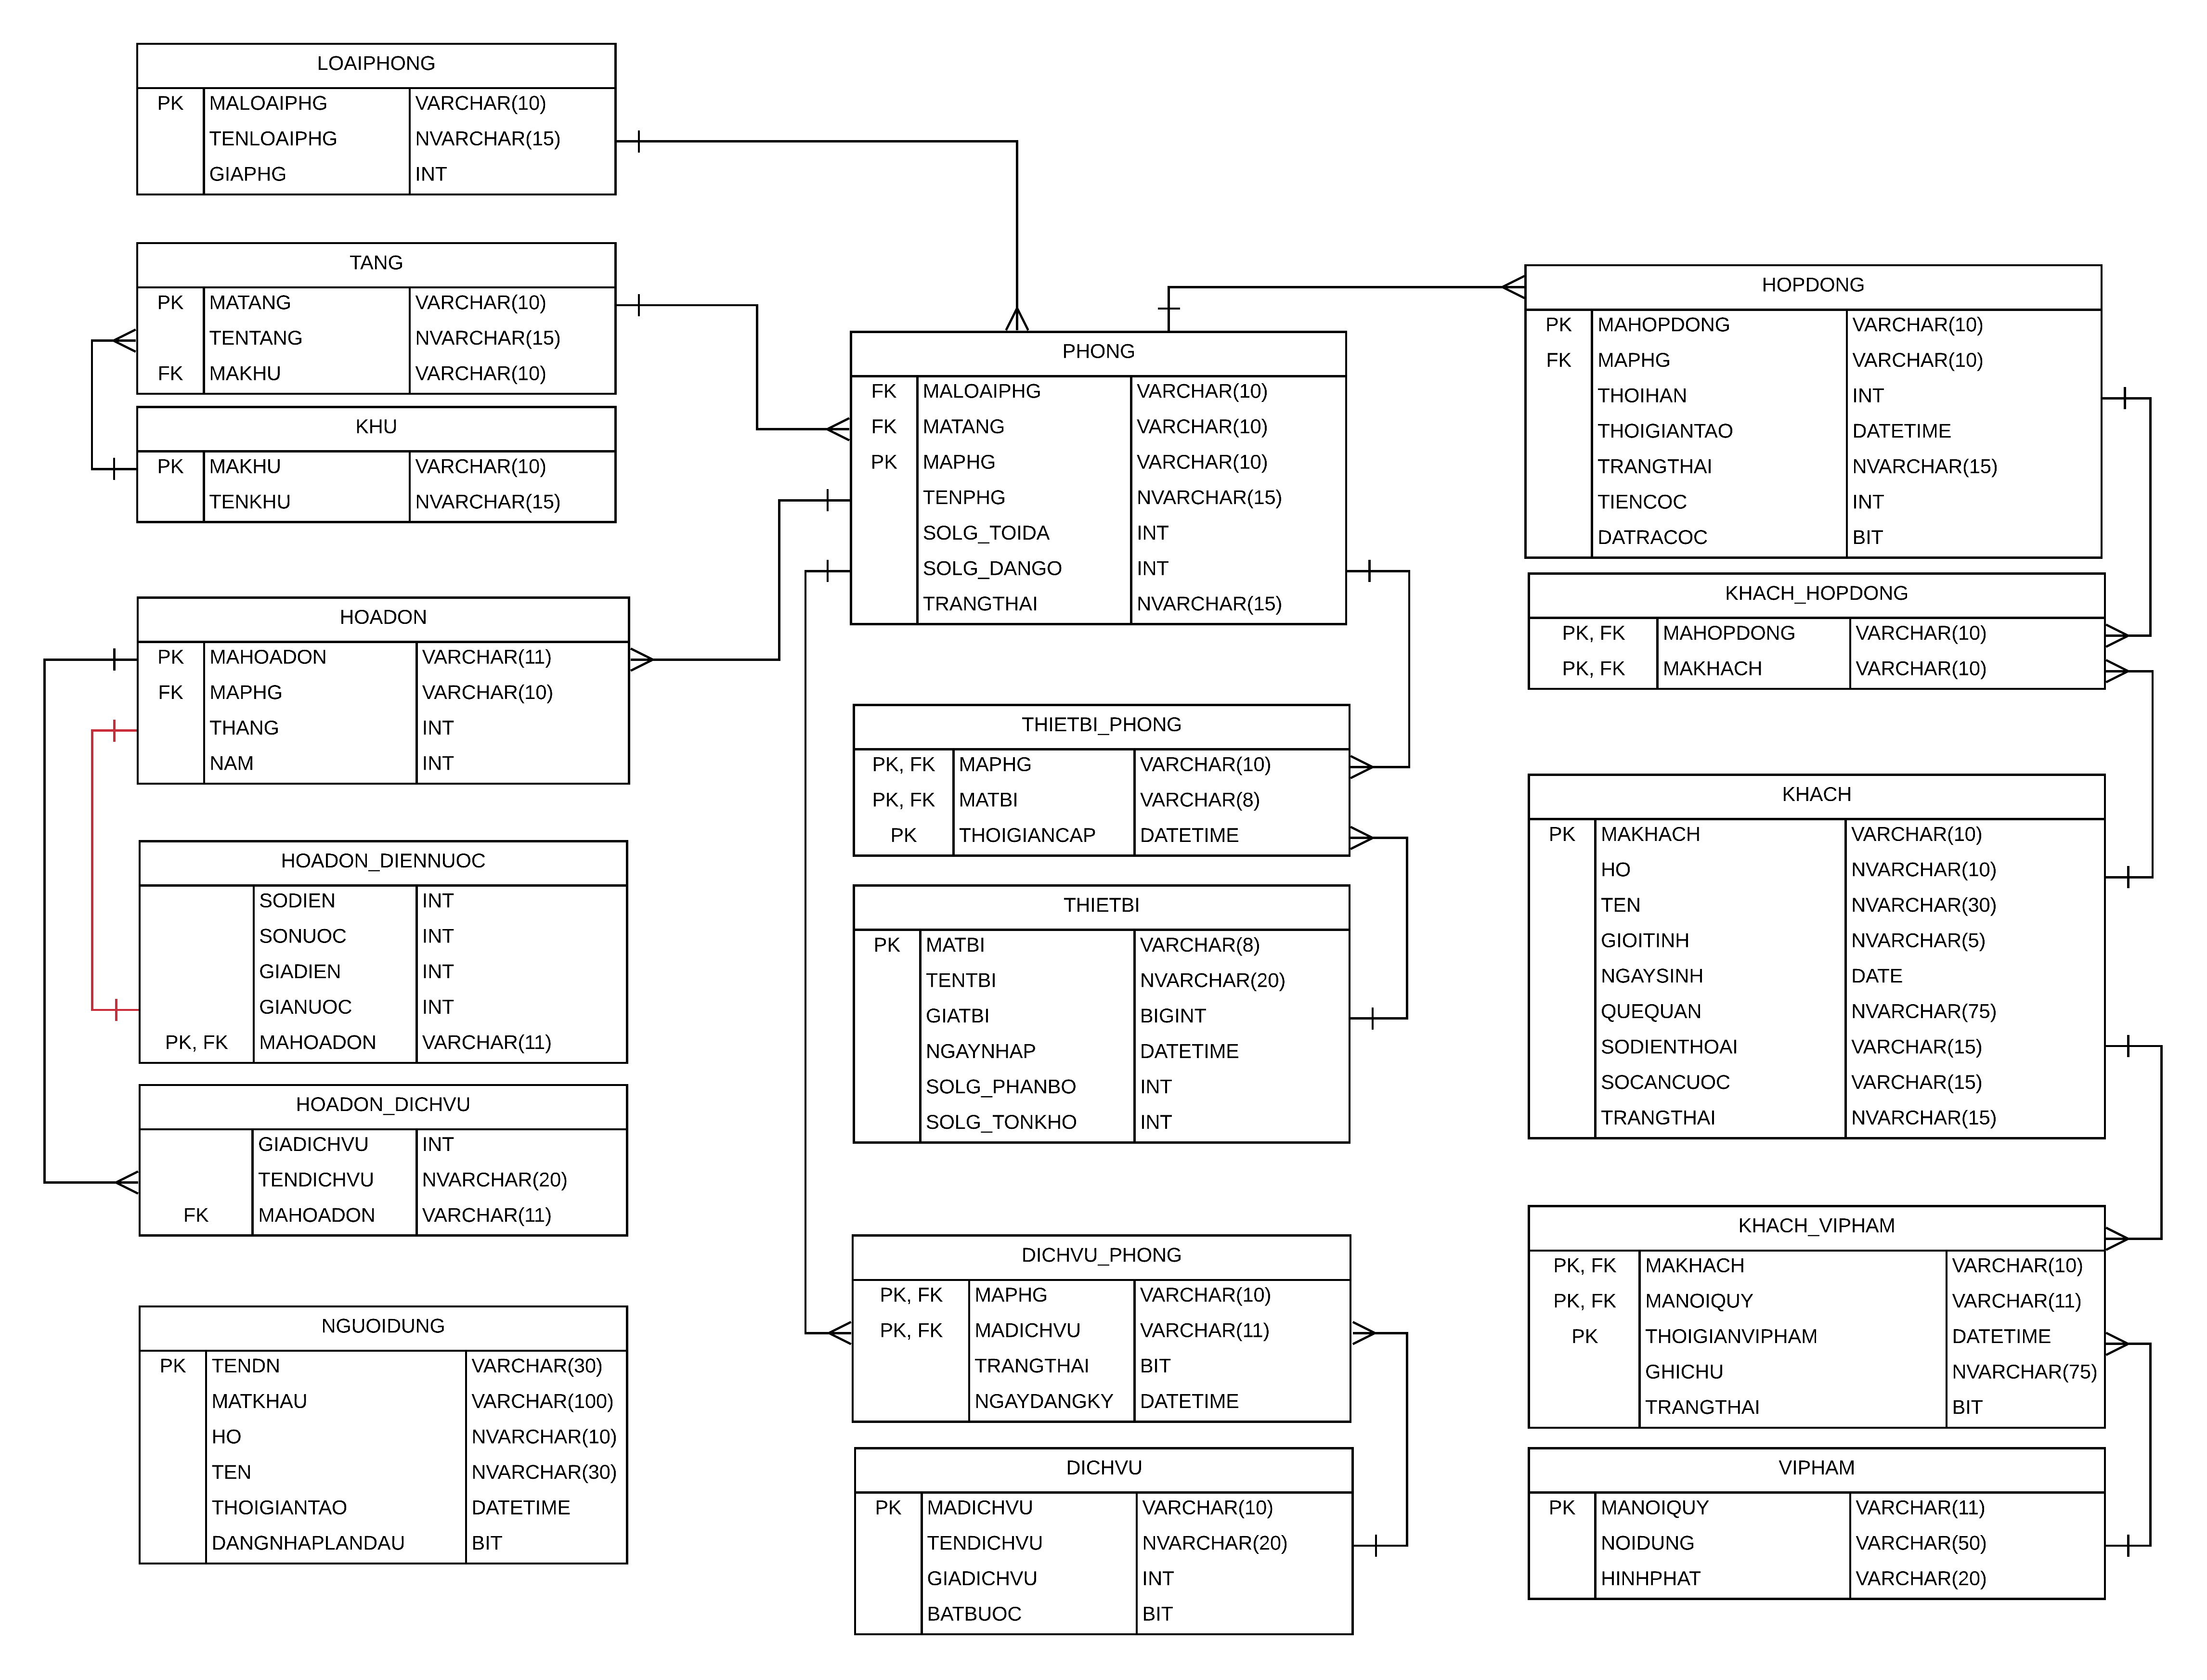 LOAIPHONG
PK MALOAIPHG VARCHAR(10)
TENLOAIPHG NVARCHAR(15)
GIAPHG INT
TANG
PK MATANG VARCHAR(10)
TENTANG NVARCHAR(15)
FK MAKHU VARCHAR(10)
KHU
PK MAKHU VARCHAR(10)
TENKHU NVARCHAR(15)
HOADON
PK MAHOADON VARCHAR(11)
FK MAPHG VARCHAR(10)
THANG INT
NAM INT
HOADON_DIENNUOC
SODIEN INT
SONUOC INT
GIADIEN INT
GIANUOC INT
PK, FK MAHOADON VARCHAR(11)
HOADON_DICHVU
GIADICHVU INT
TENDICHVU NVARCHAR(20)
FK MAHOADON VARCHAR(11)
NGUOIDUNG
PK TENDN VARCHAR(30)
MATKHAU VARCHAR(100)
HO NVARCHAR(10)
TEN NVARCHAR(30)
THOIGIANTAO DATETIME
DANGNHAPLANDAU BIT
PHONG
FK MALOAIPHG VARCHAR(10)
FK MATANG VARCHAR(10)
PK MAPHG VARCHAR(10)
TENPHG NVARCHAR(15)
SOLG_TOIDA INT
SOLG_DANGO INT
TRANGTHAI NVARCHAR(15)
THIETBI_PHONG
PK, FK MAPHG VARCHAR(10)
PK, FK MATBI VARCHAR(8)
PK THOIGIANCAP DATETIME
THIETBI
PK MATBI VARCHAR(8)
TENTBI NVARCHAR(20)
GIATBI BIGINT
NGAYNHAP DATETIME
SOLG_PHANBO INT
SOLG_TONKHO INT
DICHVU_PHONG
PK, FK MAPHG VARCHAR(10)
PK, FK MADICHVU VARCHAR(11)
TRANGTHAI BIT
NGAYDANGKY DATETIME
DICHVU
PK MADICHVU VARCHAR(10)
TENDICHVU NVARCHAR(20)
GIADICHVU INT
BATBUOC BIT
HOPDONG
PK MAHOPDONG VARCHAR(10)
FK MAPHG VARCHAR(10)
THOIHAN INT
THOIGIANTAO DATETIME
TRANGTHAI NVARCHAR(15)
TIENCOC INT
DATRACOC BIT
KHACH_HOPDONG
PK, FK MAHOPDONG VARCHAR(10)
PK, FK MAKHACH VARCHAR(10)
KHACH
PK MAKHACH VARCHAR(10)
HO NVARCHAR(10)
TEN NVARCHAR(30)
GIOITINH NVARCHAR(5)
NGAYSINH DATE
QUEQUAN NVARCHAR(75)
SODIENTHOAI VARCHAR(15)
SOCANCUOC VARCHAR(15)
TRANGTHAI NVARCHAR(15)
KHACH_VIPHAM
PK, FK MAKHACH VARCHAR(10)
PK, FK MANOIQUY VARCHAR(11)
PK THOIGIANVIPHAM DATETIME
GHICHU NVARCHAR(75)
TRANGTHAI BIT
VIPHAM
PK MANOIQUY VARCHAR(11)
NOIDUNG VARCHAR(50)
HINHPHAT VARCHAR(20)